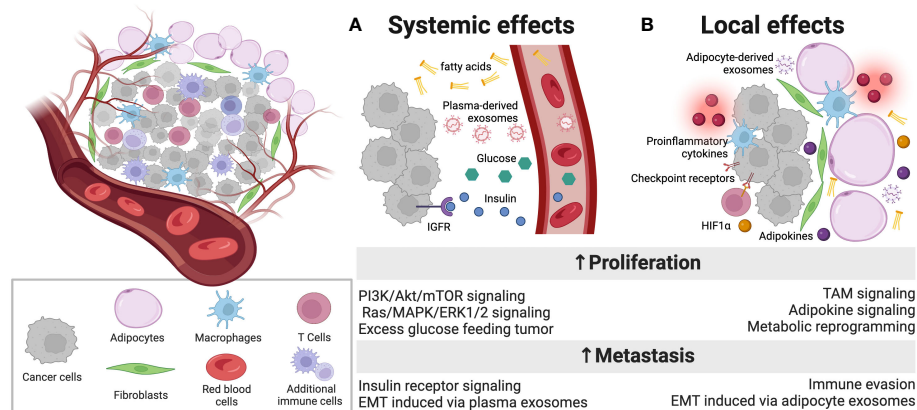 A Systemic effects
fatty acids
Plasma-derived
exosomes
Glucose
Insulin
IGFR
B Local effects
Adipocyte-derived
exosomes
Proinflammatory
cytokines
Checkpoint receptors
HIF1α
Adipokines
Cancer cells
Adipocytes
Macrophages
T Cells
Fibroblasts
Red blood
cells
Additional
immune cells
↑Proliferation
PI3K/Akt/mTOR signaling
Ras/MAPK/ERK1/2 signaling
Excess glucose feeding tumor
TAM signaling
Adipokine signaling
Metabolic reprogramming
↑Metastasis
Insulin receptor signaling
EMT induced via plasma exosomes
Immune evasion
EMT induced via adipocyte exosomes